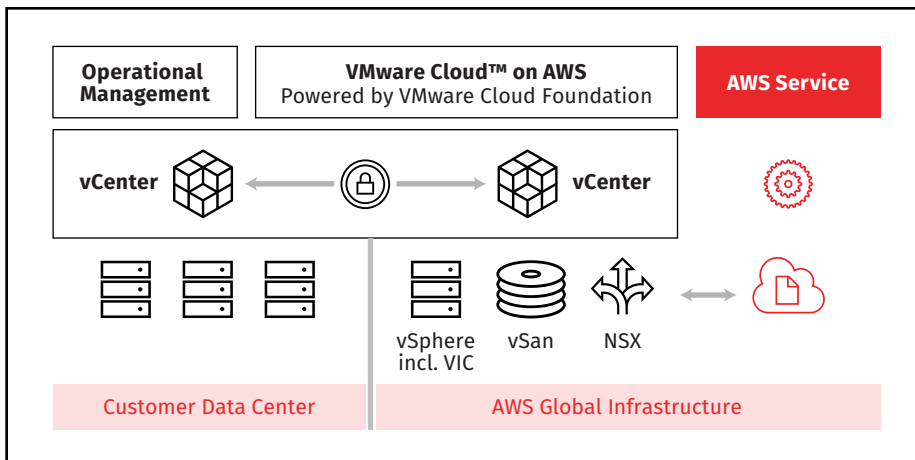 Operational
Management
VMware Cloud™ on AWS
Powered by VMware Cloud Foundation
AWS Service
vCenter
vCenter
vSphere
incl. VIC
vSan
NSX
Customer Data Center
AWS Global Infrastructure